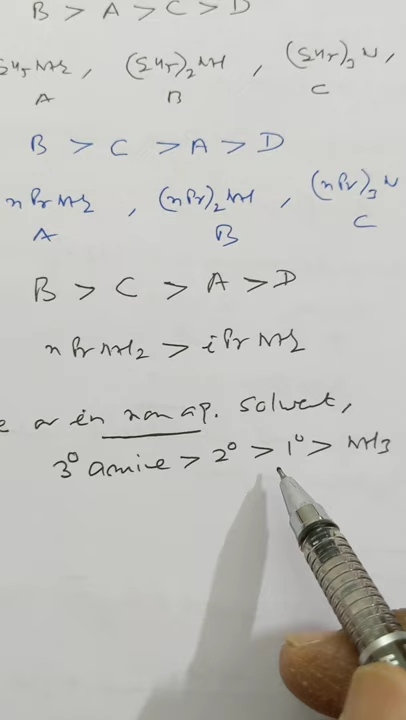 B > A > C > D
C2H5NH2, (C2H5)2NH, (C2H5)3N,
A B C
B > C > A > D
nPrNH2, (nPr)2NH, (nPr)3N
A B C
B > C > A > D
nPrNH2 > iPrNH2
e or in non aq. solvent,
3° amine > 2° > 1° > NH3